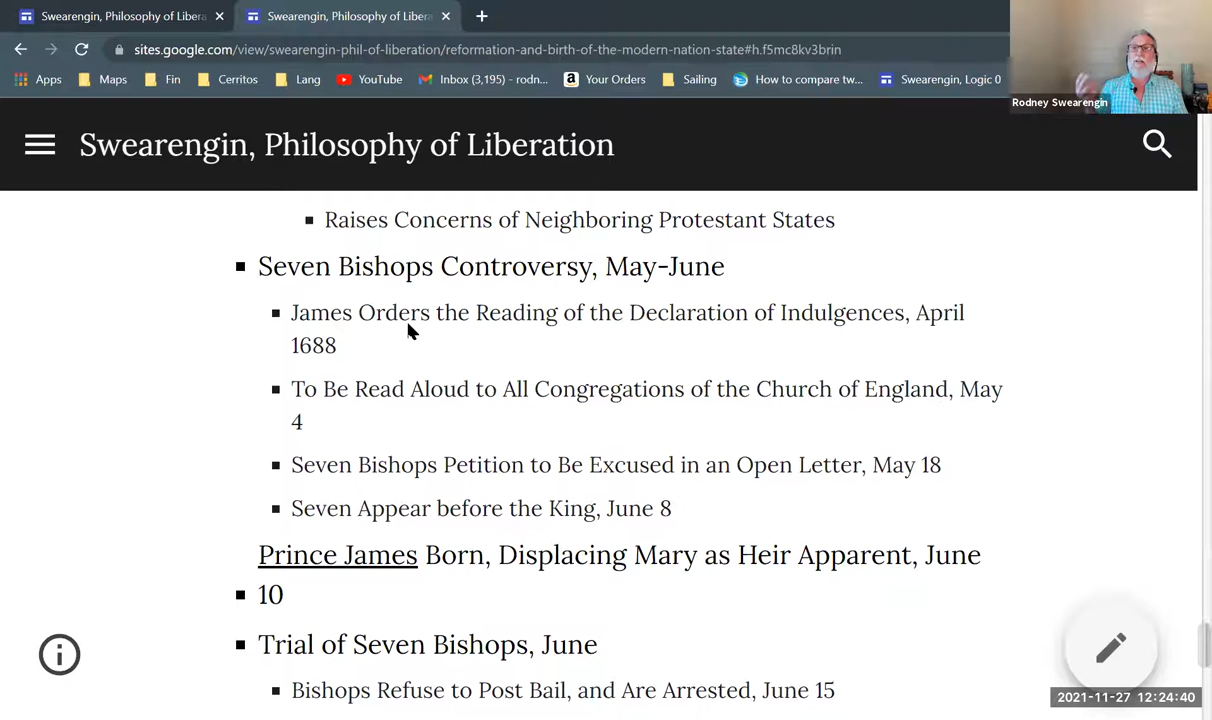 Swearengin, Philosophy of Libera
Swearengin, Philosophy of Libera
sites.google.com/view/swearengin-phil-of-liberation/reformation-and-birth-of-the-modern-nation-state#h.f5mc8kv3brin
Apps Maps Fin Cerritos Lang YouTube Inbox (3,195) - rodn... Your Orders Sailing How to compare tw... Swearengin, Logic 0
Rodney Swearengin
Swearengin, Philosophy of Liberation
Raises Concerns of Neighboring Protestant States
Seven Bishops Controversy, May-June
James Orders the Reading of the Declaration of Indulgences, April
1688
To Be Read Aloud to All Congregations of the Church of England, May
4
Seven Bishops Petition to Be Excused in an Open Letter, May 18
Seven Appear before the King, June 8
Prince James Born, Displacing Mary as Heir Apparent, June
10
Trial of Seven Bishops, June
Bishops Refuse to Post Bail, and Are Arrested, June 15
2021-11-27 12:24:40